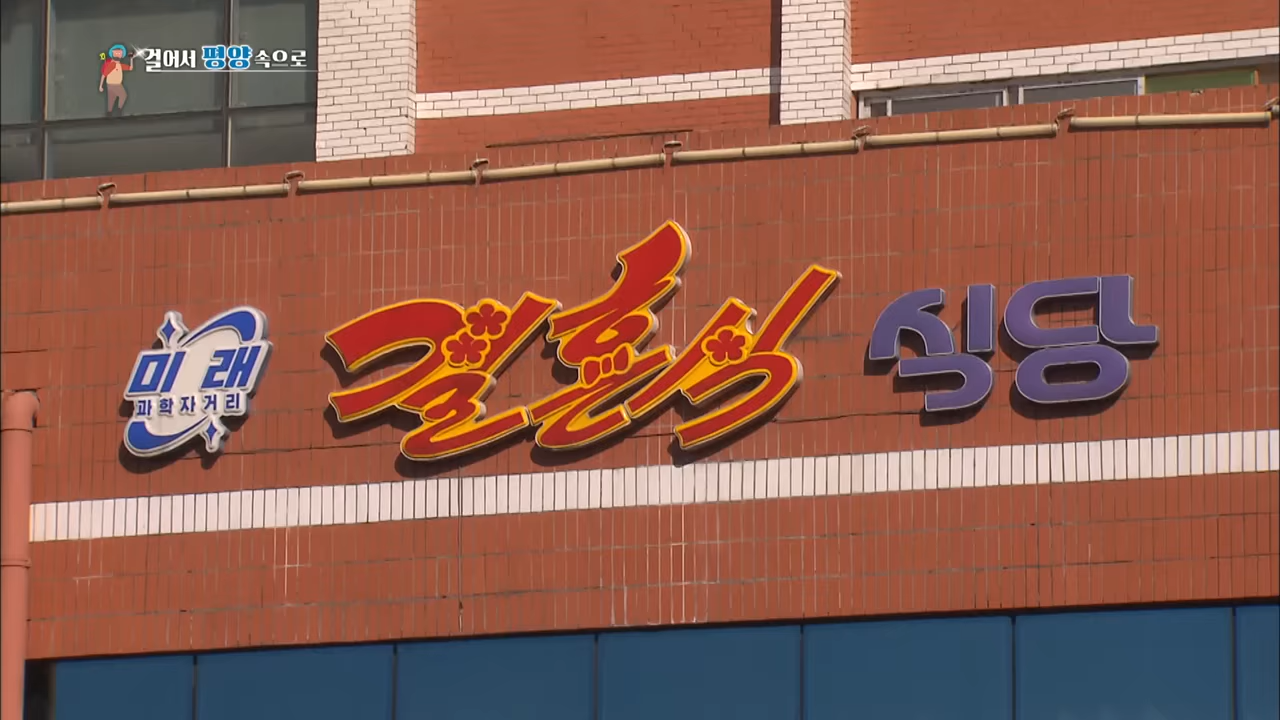 걸어서 평양 속으로
미래
과학자거리
결혼식 식당